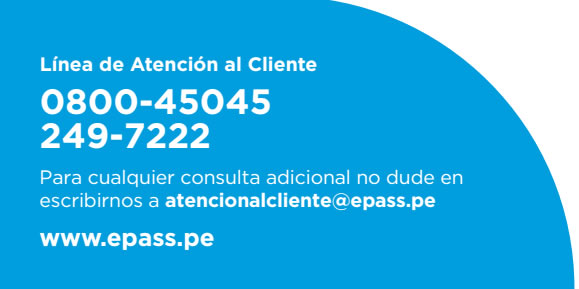 Línea de Atención al Cliente
0800-45045
249-7222
Para cualquier consulta adicional no dude en
escribirnos a atencionalcliente@epass.pe
www.epass.pe